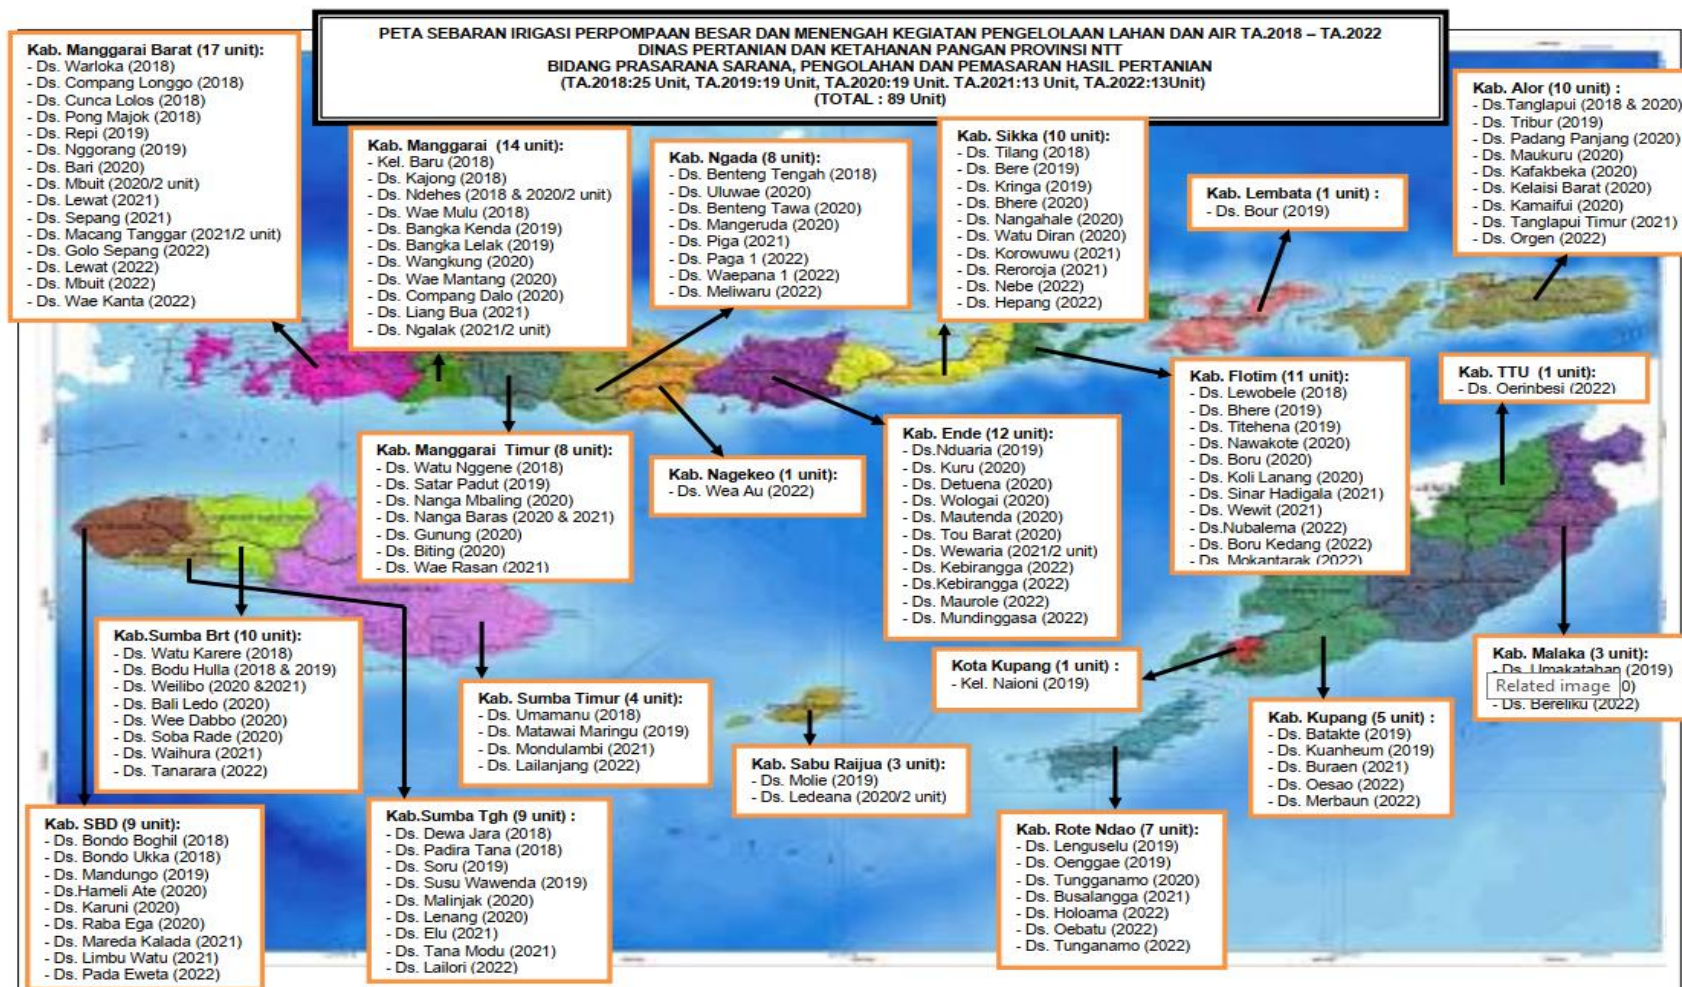 PETA SEBARAN IRIGASI PERPOMPAAN BESAR DAN MENENGAH KEGIATAN PENGELOLAAN LAHAN DAN AIR TA.2018 – TA.2022
DINAS PERTANIAN DAN KETAHANAN PANGAN PROVINSI NTT
BIDANG PRASARANA SARANA, PENGOLAHAN DAN PEMASARAN HASIL PERTANIAN
(TA.2018:25 Unit, TA.2019:19 Unit, TA.2020:19 Unit. TA.2021:13 Unit, TA.2022:13Unit)
(TOTAL : 89 Unit)
Kab. Manggarai Barat (17 unit):
- Ds. Warloka (2018)
- Ds. Compang Longgo (2018)
- Ds. Cunca Lolos (2018)
- Ds. Pong Majok (2018)
- Ds. Repi (2019)
- Ds. Nggorang (2019)
- Ds. Bari (2020)
- Ds. Mbuit (2020/2 unit)
- Ds. Lewat (2021)
- Ds. Sepang (2021)
- Ds. Macang Tanggar (2021/2 unit)
- Ds. Golo Sepang (2022)
- Ds. Lewat (2022)
- Ds. Mbuit (2022)
- Ds. Wae Kanta (2022)
Kab. Manggarai (14 unit):
- Kel. Baru (2018)
- Ds. Kajong (2018)
- Ds. Ndehes (2018 & 2020/2 unit)
- Ds. Wae Mulu (2018)
- Ds. Bangka Kenda (2019)
- Ds. Bangka Lelak (2019)
- Ds. Wangkung (2020)
- Ds. Wae Mantang (2020)
- Ds. Compang Dalo (2020)
- Ds. Liang Bua (2021)
- Ds. Ngalak (2021/2 unit)
Kab. Ngada (8 unit):
- Ds. Benteng Tengah (2018)
- Ds. Uluwae (2020)
- Ds. Benteng Tawa (2020)
- Ds. Mangeruda (2020)
- Ds. Piga (2021)
- Ds. Paga 1 (2022)
- Ds. Waepana 1 (2022)
- Ds. Meliwaru (2022)
Kab. Sikka (10 unit):
- Ds. Tilang (2018)
- Ds. Bere (2019)
- Ds. Kringa (2019)
- Ds. Bhere (2020)
- Ds. Nangahale (2020)
- Ds. Watu Diran (2020)
- Ds. Korowuwu (2021)
- Ds. Reroroja (2021)
- Ds. Nebe (2022)
- Ds. Hepang (2022)
Kab. Lembata (1 unit) :
- Ds. Bour (2019)
Kab. Alor (10 unit) :
- Ds.Tanglapui (2018 & 2020)
- Ds. Tribur (2019)
- Ds. Padang Panjang (2020)
- Ds. Maukuru (2020)
- Ds. Kafakbeka (2020)
- Ds. Kelaisi Barat (2020)
- Ds. Kamaifui (2020)
- Ds. Tanglapui Timur (2021)
- Ds. Orgen (2022)
Kab. Manggarai Timur (8 unit):
- Ds. Watu Nggene (2018)
- Ds. Satar Padut (2019)
- Ds. Nanga Mbaling (2020)
- Ds. Nanga Baras (2020 & 2021)
- Ds. Gunung (2020)
- Ds. Biting (2020)
- Ds. Wae Rasan (2021)
Kab. Nagekeo (1 unit):
- Ds. Wea Au (2022)
Kab. Ende (12 unit):
- Ds.Nduaria (2019)
- Ds. Kuru (2020)
- Ds. Detuena (2020)
- Ds. Wologai (2020)
- Ds. Mautenda (2020)
- Ds. Tou Barat (2020)
- Ds. Wewaria (2021/2 unit)
- Ds. Kebirangga (2022)
- Ds.Kebirangga (2022)
- Ds. Maurole (2022)
- Ds. Mundinggasa (2022)
Kab. Flotim (11 unit):
- Ds. Lewobele (2018)
- Ds. Bhere (2019)
- Ds. Titehena (2019)
- Ds. Nawakote (2020)
- Ds. Boru (2020)
- Ds. Koli Lanang (2020)
- Ds. Sinar Hadigala (2021)
- Ds. Wewit (2021)
- Ds.Nubalema (2022)
- Ds. Boru Kedang (2022)
- Ds. Mokantarak (2022)
Kab. TTU (1 unit):
- Ds. Oerinbesi (2022)
Kab.Sumba Brt (10 unit):
- Ds. Watu Karere (2018)
- Ds. Bodu Hulla (2018 & 2019)
- Ds. Weilibo (2020 &2021)
- Ds. Bali Ledo (2020)
- Ds. Wee Dabbo (2020)
- Ds. Soba Rade (2020)
- Ds. Waihura (2021)
- Ds. Tanarara (2022)
Kab. Sumba Timur (4 unit):
- Ds. Umamanu (2018)
- Ds. Matawai Maringu (2019)
- Ds. Mondulambi (2021)
- Ds. Lailanjang (2022)
Kota Kupang (1 unit) :
- Kel. Naioni (2019)
Kab. Malaka (3 unit):
- Ds. Umakatahan (2019)
Related image
0)
- Ds. Bereliku (2022)
Kab. Sabu Raijua (3 unit):
- Ds. Molie (2019)
- Ds. Ledeana (2020/2 unit)
Kab. Kupang (5 unit) :
- Ds. Batakte (2019)
- Ds. Kuanheum (2019)
- Ds. Buraen (2021)
- Ds. Oesao (2022)
- Ds. Merbaun (2022)
Kab. SBD (9 unit):
- Ds. Bondo Boghil (2018)
- Ds. Bondo Ukka (2018)
- Ds. Mandungo (2019)
- Ds.Hameli Ate (2020)
- Ds. Karuni (2020)
- Ds. Raba Ega (2020)
- Ds. Mareda Kalada (2021)
- Ds. Limbu Watu (2021)
- Ds. Pada Eweta (2022)
Kab.Sumba Tgh (9 unit) :
- Ds. Dewa Jara (2018)
- Ds. Padira Tana (2018)
- Ds. Soru (2019)
- Ds. Susu Wawenda (2019)
- Ds. Malinjak (2020)
- Ds. Lenang (2020)
- Ds. Elu (2021)
- Ds. Tana Modu (2021)
- Ds. Lailori (2022)
Kab. Rote Ndao (7 unit):
- Ds. Lenguselu (2019)
- Ds. Oenggae (2019)
- Ds. Tungganamo (2020)
- Ds. Busalangga (2021)
- Ds. Holoama (2022)
- Ds. Oebatu (2022)
- Ds. Tunganamo (2022)